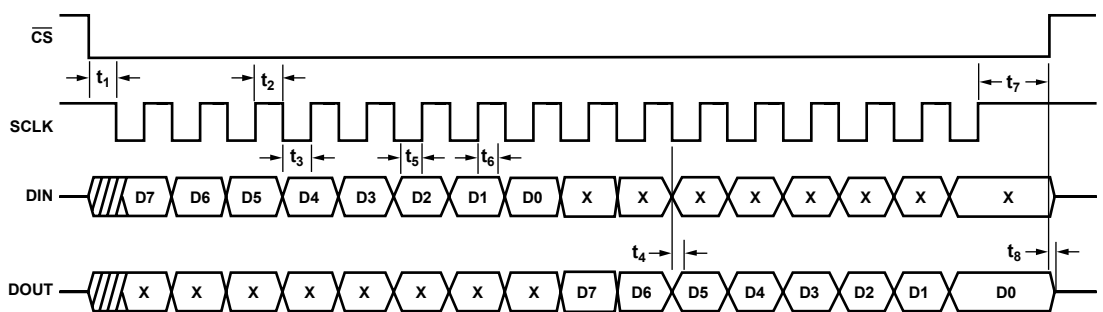 CS
t1 t2 t7
SCLK
t3 t5 t6
DIN D7 D6 D5 D4 D3 D2 D1 D0 X X X X X X X X
t4 t8
DOUT X X X X X X X X D7 D6 D5 D4 D3 D2 D1 D0